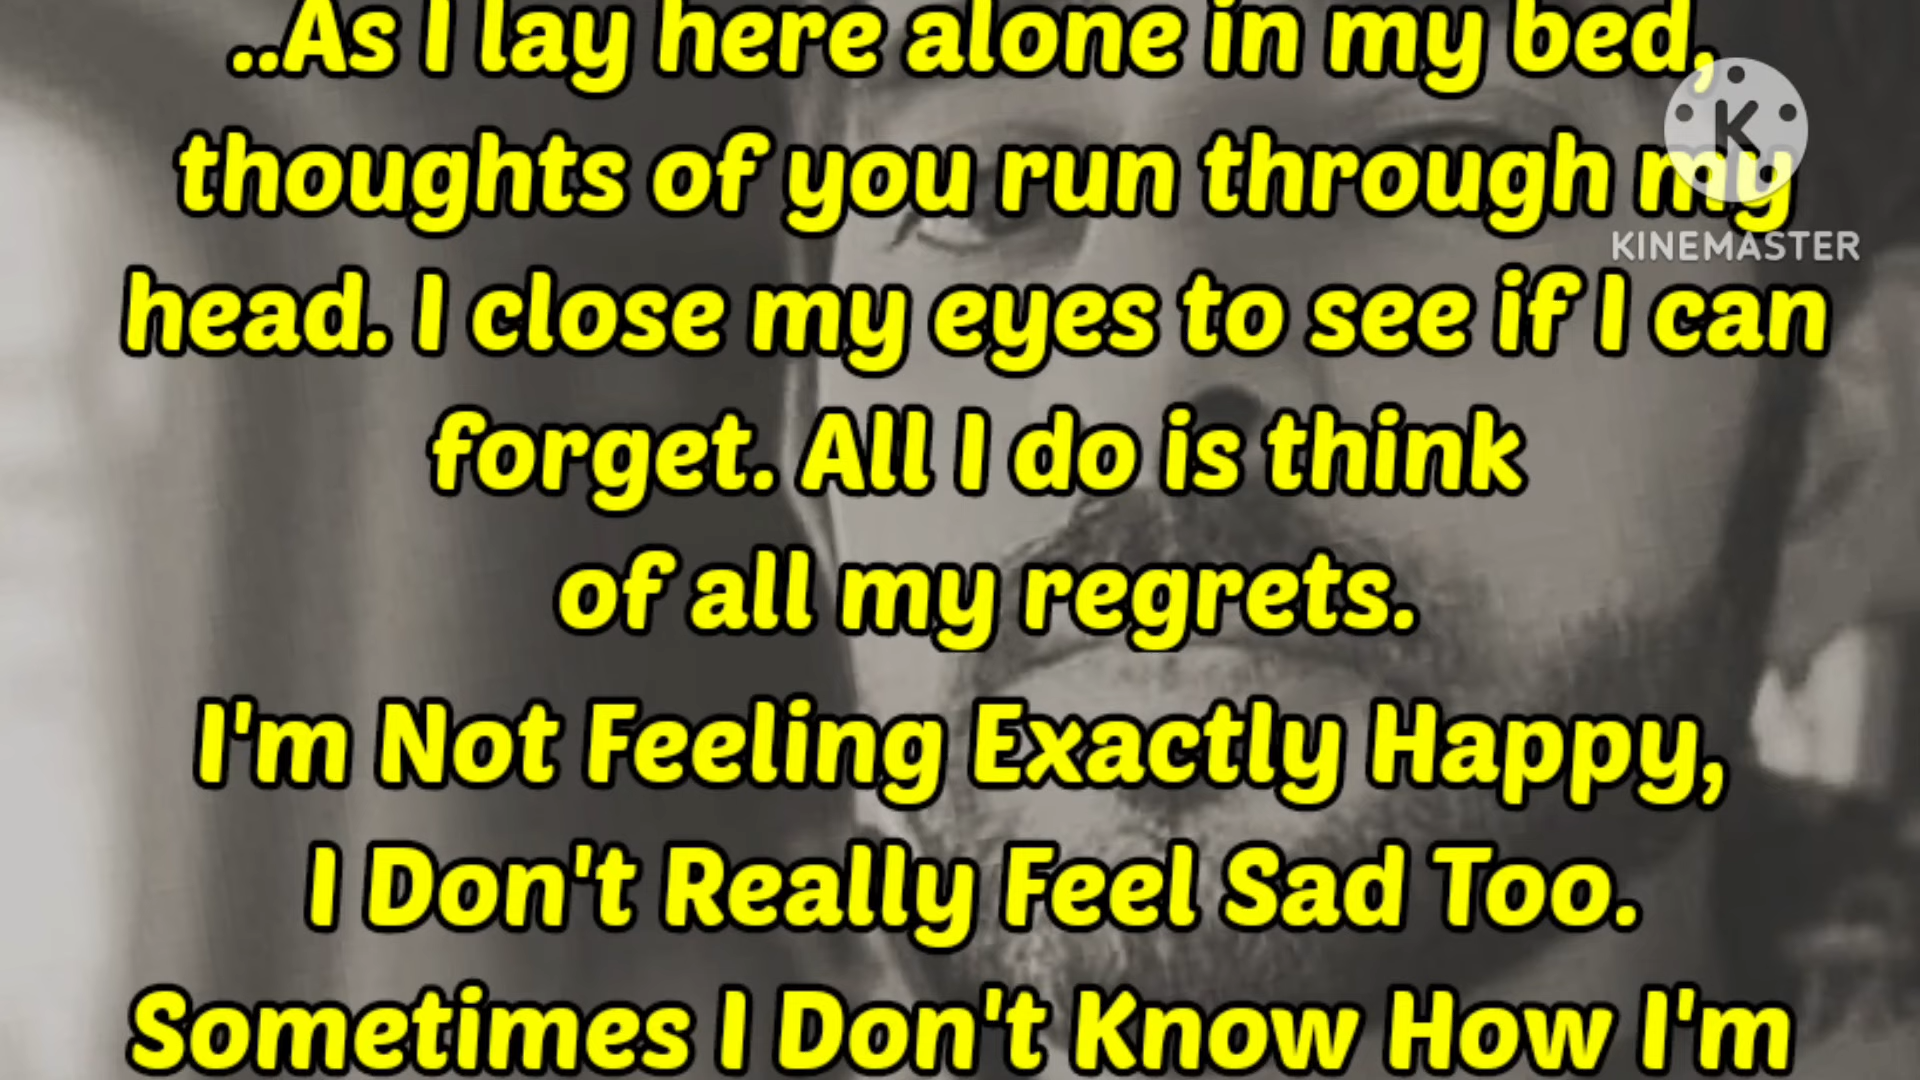 ..As I lay here alone in my bed,
thoughts of you run through my
head. I close my eyes to see if I can
forget. All I do is think
of all my regrets.
I'm Not Feeling Exactly Happy,
I Don't Really Feel Sad Too.
Sometimes I Don't Know How I'm
K
KINEMASTER